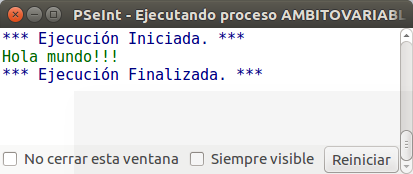 PSeInt - Ejecutando proceso AMBITOVARIABL
*** Ejecución Iniciada. ***
Hola mundo!!!
*** Ejecución Finalizada. ***
No cerrar esta ventana Siempre visible Reiniciar